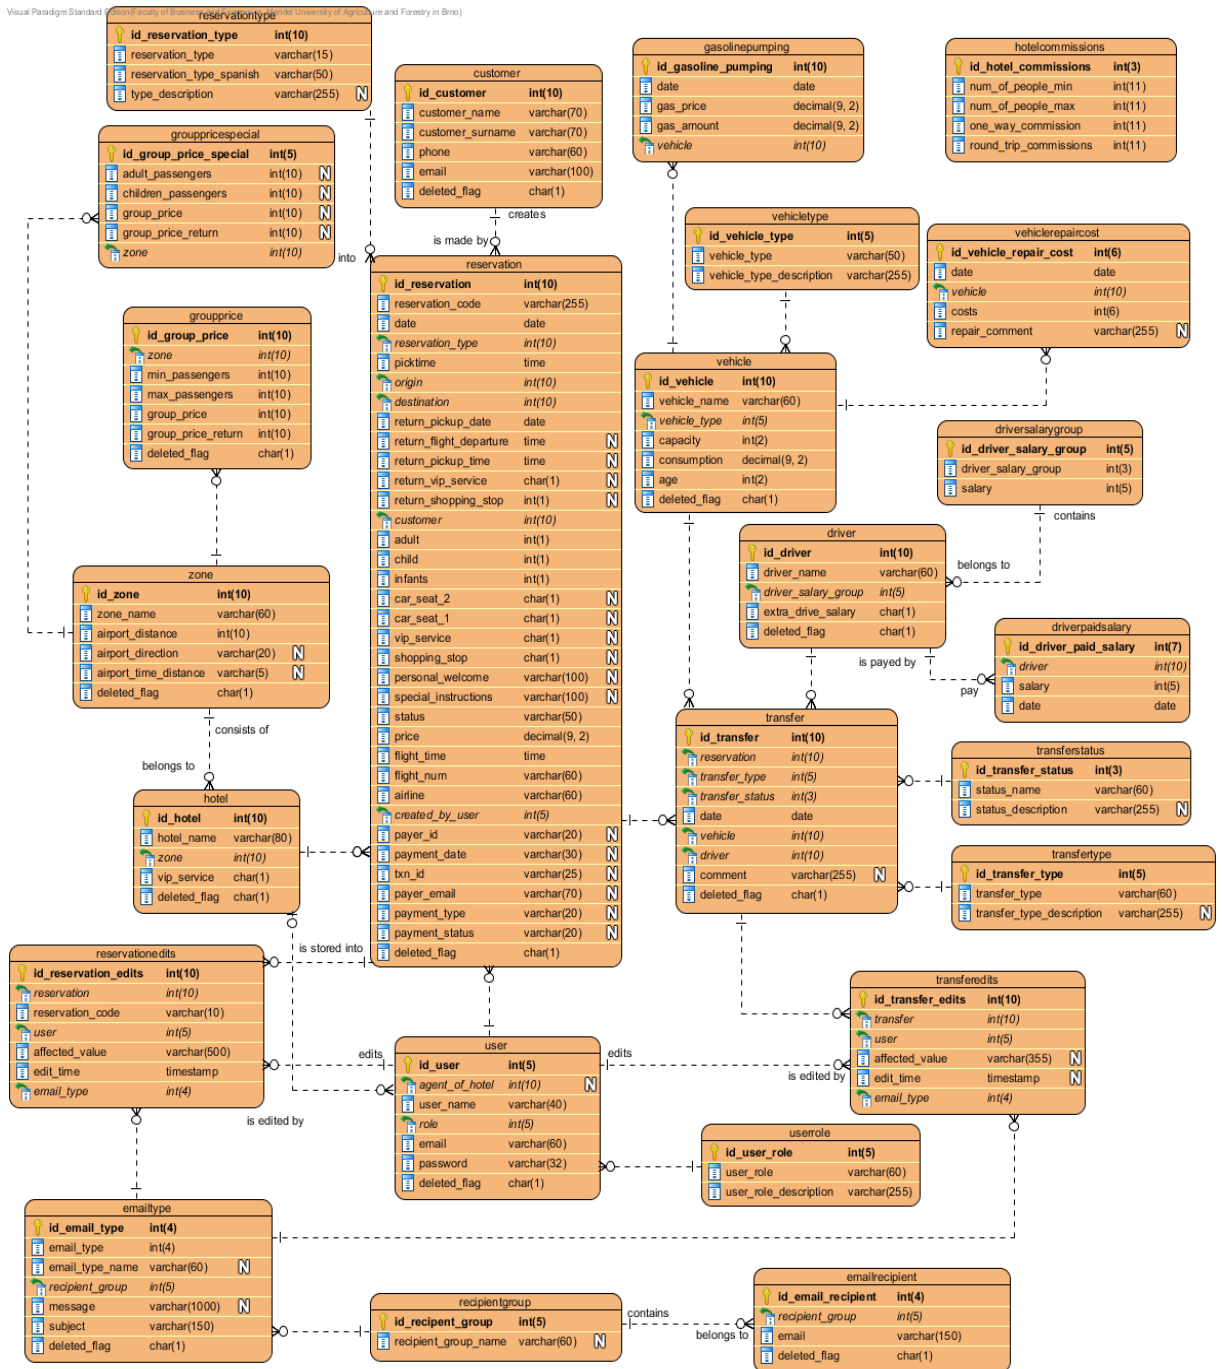 Visual Paradigm Standard Edition(Faculty of Business and Economics, Mendel University of Agriculture and Forestry in Brno)
reservationtype
id_reservation_type int(10)
reservation_type varchar(15)
reservation_type_spanish varchar(50)
type_description varchar(255) N
customer
id_customer int(10)
customer_name varchar(70)
customer_surname varchar(70)
phone varchar(60)
email varchar(100)
deleted_flag char(1)
gasolinepumping
id_gasoline_pumping int(10)
date date
gas_price decimal(9, 2)
gas_amount decimal(9, 2)
vehicle int(10)
hotelcommissions
id_hotel_commissions int(3)
num_of_people_min int(11)
num_of_people_max int(11)
one_way_commission int(11)
round_trip_commissions int(11)
grouppricespecial
id_group_price_special int(5)
adult_passengers int(10) N
children_passengers int(10) N
group_price int(10) N
group_price_return int(10) N
zone int(10)
creates
is made by
into
vehicletype
id_vehicle_type int(5)
vehicle_type varchar(50)
vehicle_type_description varchar(255)
vehiclerepaircost
id_vehicle_repair_cost int(6)
date date
vehicle int(10)
costs int(6)
repair_comment varchar(255) N
groupprice
id_group_price int(10)
zone int(10)
min_passengers int(10)
max_passengers int(10)
group_price int(10)
group_price_return int(10)
deleted_flag char(1)
reservation
id_reservation int(10)
reservation_code varchar(255)
date date
reservation_type int(10)
picktime time
origin int(10)
destination int(10)
return_pickup_date date
return_flight_departure time N
return_pickup_time time N
return_vip_service char(1) N
return_shopping_stop int(1) N
customer int(10)
adult int(1)
child int(1)
infants int(1)
car_seat_2 char(1) N
car_seat_1 char(1) N
vip_service char(1) N
shopping_stop char(1) N
personal_welcome varchar(100) N
special_instructions varchar(100) N
status varchar(50)
price decimal(9, 2)
flight_time time
flight_num varchar(60)
airline varchar(60)
created_by_user int(5)
payer_id varchar(20) N
payment_date varchar(30) N
txn_id varchar(25) N
payer_email varchar(70) N
payment_type varchar(20) N
payment_status varchar(20) N
deleted_flag char(1)
vehicle
id_vehicle int(10)
vehicle_name varchar(60)
vehicle_type int(5)
capacity int(2)
consumption decimal(9, 2)
age int(2)
deleted_flag char(1)
driversalarygroup
id_driver_salary_group int(5)
driver_salary_group int(3)
salary int(5)
contains
belongs to
driver
id_driver int(10)
driver_name varchar(60)
driver_salary_group int(5)
extra_drive_salary char(1)
deleted_flag char(1)
is payed by
pay
driverpaidsalary
id_driver_paid_salary int(7)
driver int(10)
salary int(5)
date date
zone
id_zone int(10)
zone_name varchar(60)
airport_distance int(10)
airport_direction varchar(20) N
airport_time_distance varchar(5) N
deleted_flag char(1)
consists of
belongs to
transfer
id_transfer int(10)
reservation int(10)
transfer_type int(5)
transfer_status int(3)
date date
vehicle int(10)
driver int(10)
comment varchar(255) N
deleted_flag char(1)
transferstatus
id_transfer_status int(3)
status_name varchar(60)
status_description varchar(255) N
transfertype
id_transfer_type int(5)
transfer_type varchar(60)
transfer_type_description varchar(255) N
hotel
id_hotel int(10)
hotel_name varchar(80)
zone int(10)
vip_service char(1)
deleted_flag char(1)
is stored into
reservationedits
id_reservation_edits int(10)
reservation int(10)
reservation_code varchar(10)
user int(5)
affected_value varchar(500)
edit_time timestamp
email_type int(4)
edits
is edited by
user
id_user int(5)
agent_of_hotel int(10) N
user_name varchar(40)
role int(5)
email varchar(60)
password varchar(32)
deleted_flag char(1)
edits
is edited by
transferedits
id_transfer_edits int(10)
transfer int(10)
user int(5)
affected_value varchar(355) N
edit_time timestamp N
email_type int(4)
userrole
id_user_role int(5)
user_role varchar(60)
user_role_description varchar(255)
emailtype
id_email_type int(4)
email_type int(4)
email_type_name varchar(60) N
recipient_group int(5)
message varchar(1000) N
subject varchar(150)
deleted_flag char(1)
recipientgroup
id_recipent_group int(5)
recipient_group_name varchar(60) N
contains
belongs to
emailrecipient
id_email_recipient int(4)
recipient_group int(5)
email varchar(150)
deleted_flag char(1)